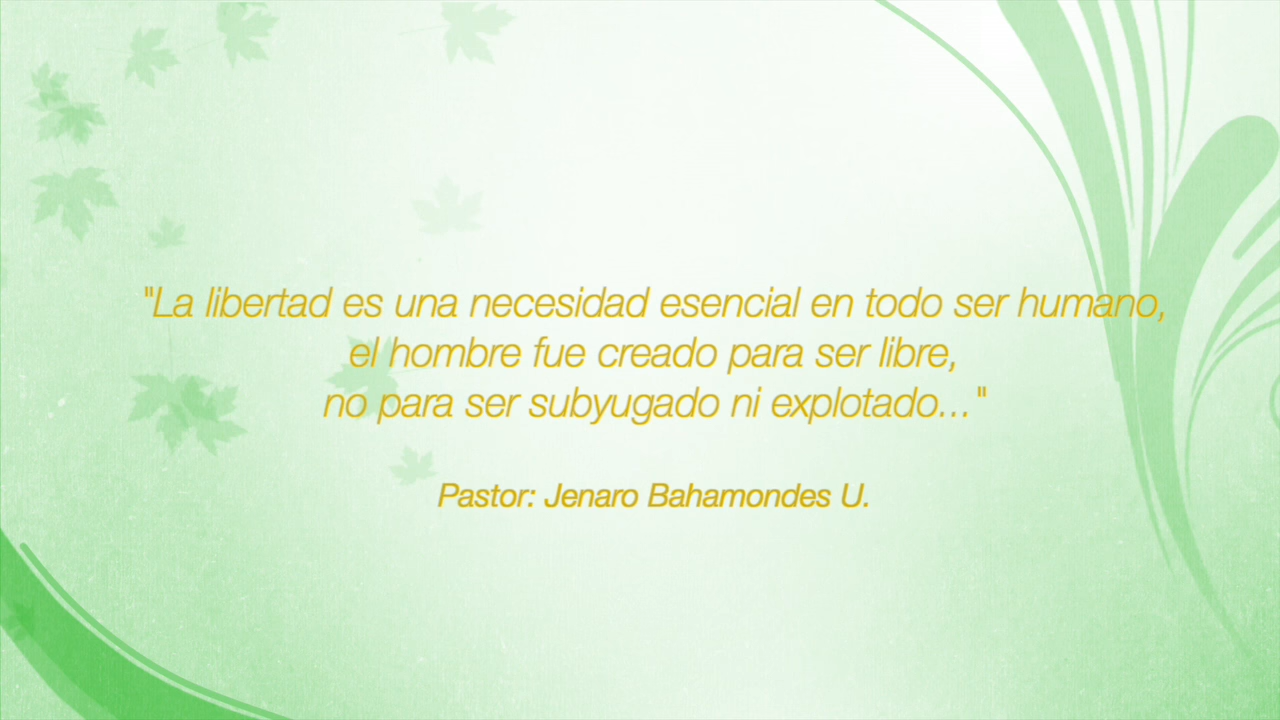 "La libertad es una necesidad esencial en todo ser humano,
el hombre fue creado para ser libre,
no para ser subyugado ni explotado..."
Pastor: Jenaro Bahamondes U.